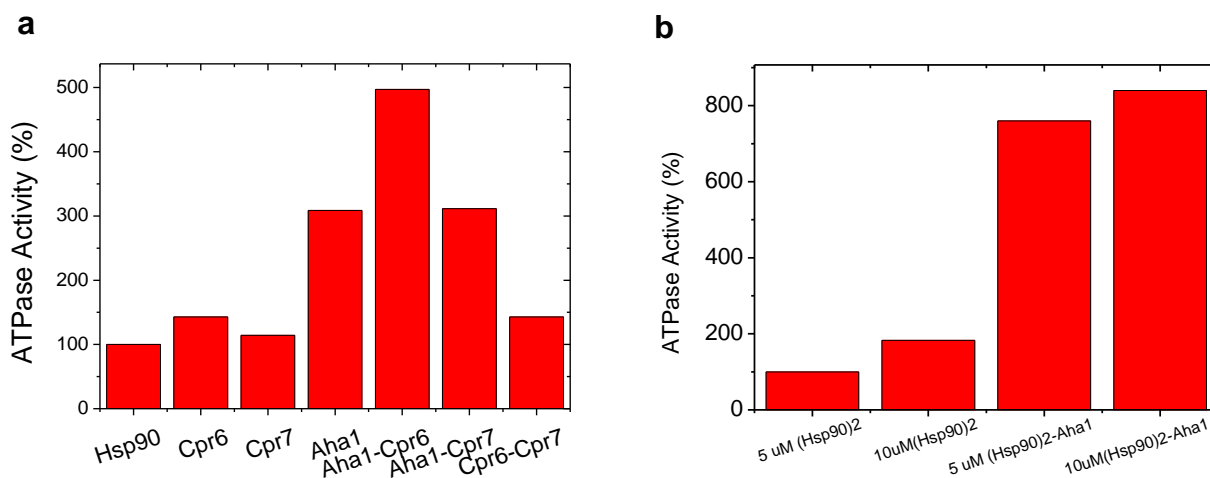 a
ATPase Activity (%)
500
400
300
200
100
0
Hsp90
Cpr6
Cpr7
Aha1
Aha1-Cpr6
Aha1-Cpr7
Cpr6-Cpr7
b
ATPase Activity (%)
800
600
400
200
0
5 uM (Hsp90)2
10uM(Hsp90)2
5 uM (Hsp90)2-Aha1
10uM(Hsp90)2-Aha1